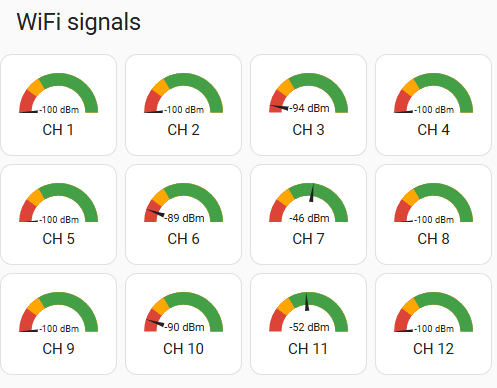 WiFi signals
-100 dBm -100 dBm -94 dBm -100 dBm
CH 1 CH 2 CH 3 CH 4
-100 dBm -89 dBm -46 dBm -100 dBm
CH 5 CH 6 CH 7 CH 8
-100 dBm -90 dBm -52 dBm -100 dBm
CH 9 CH 10 CH 11 CH 12